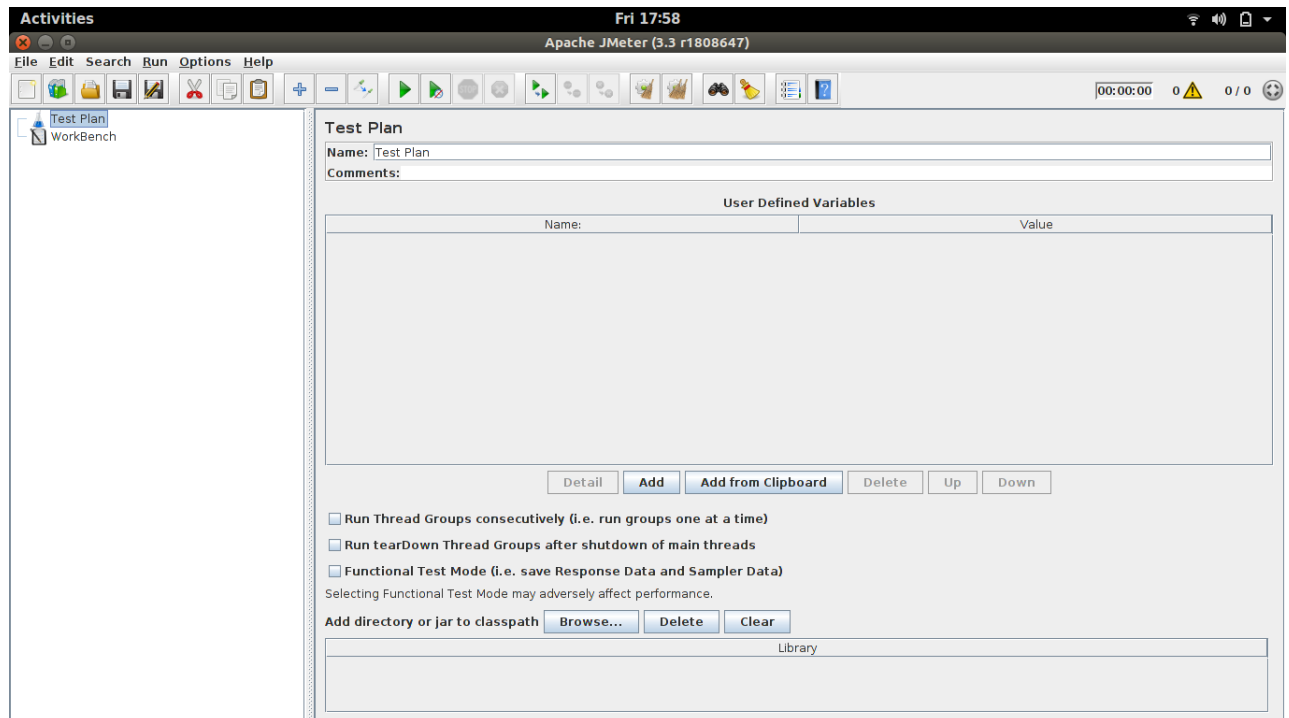 Activities Fri 17:58
Apache JMeter (3.3 r1808647)
File Edit Search Run Options Help
00:00:00 0 0 / 0
Test Plan
WorkBench
Test Plan
Name: Test Plan
Comments:
User Defined Variables
Name: Value
Detail Add Add from Clipboard Delete Up Down
Run Thread Groups consecutively (i.e. run groups one at a time)
Run tearDown Thread Groups after shutdown of main threads
Functional Test Mode (i.e. save Response Data and Sampler Data)
Selecting Functional Test Mode may adversely affect performance.
Add directory or jar to classpath Browse... Delete Clear
Library